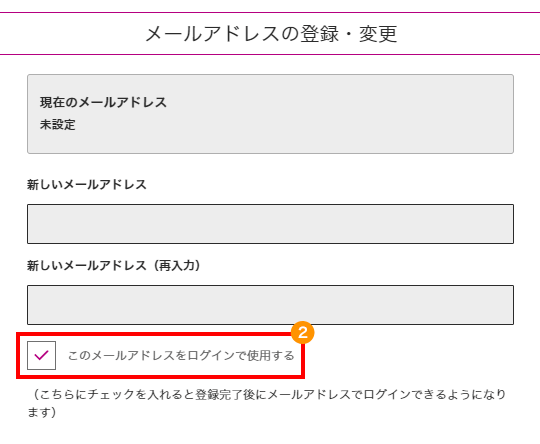 メールアドレスの登録・変更
現在のメールアドレス
未設定
新しいメールアドレス
新しいメールアドレス（再入力）
2
このメールアドレスをログインで使用する
（こちらにチェックを入れると登録完了後にメールアドレスでログインできるようになり
ます）